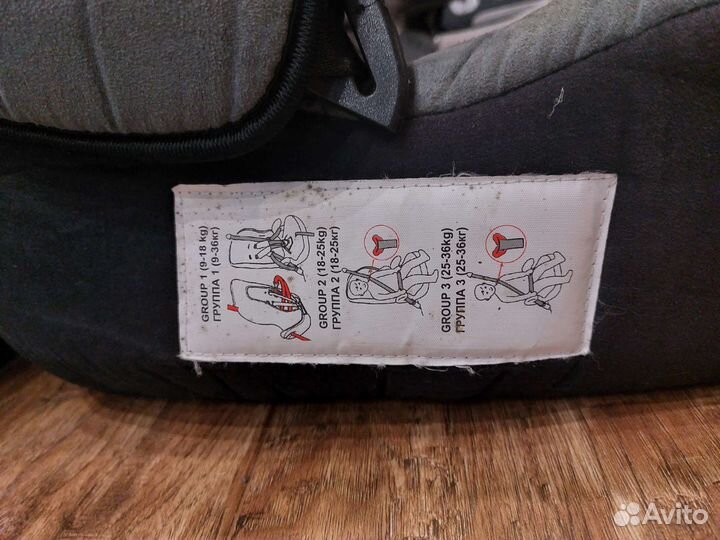 GROUP 1 (9-18 kg)
ГРУППА 1 (9-36кг)
GROUP 2 (18-25kg)
ГРУППА 2 (18-25кг)
GROUP 3 (25-36kg)
ГРУППА 3 (25-36кг)
Avito